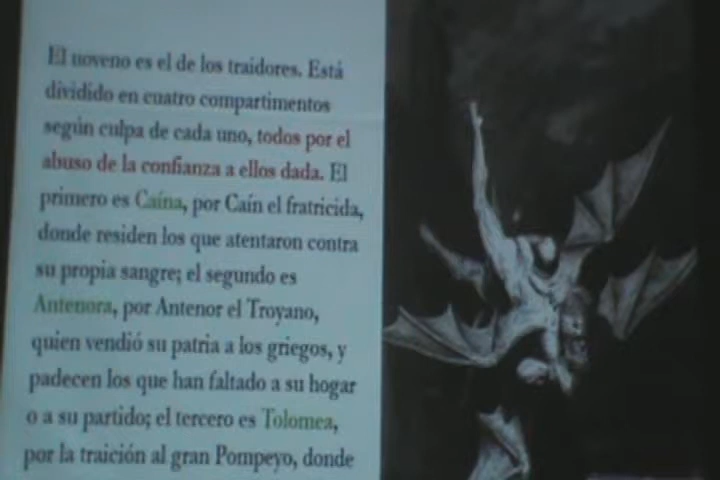 El noveno es el de los traidores. Está
dividido en cuatro compartimentos
según culpa de cada uno, todos por el
abuso de la confianza a ellos dada. El
primero es Caína, por Caín el fratricida,
donde residen los que atentaron contra
su propia sangre; el segundo es
Antenora, por Antenor el Troyano,
quien vendió su patria a los griegos, y
padecen los que han faltado a su hogar
o a su partido; el tercero es Tolomea,
por la traición al gran Pompeyo, donde